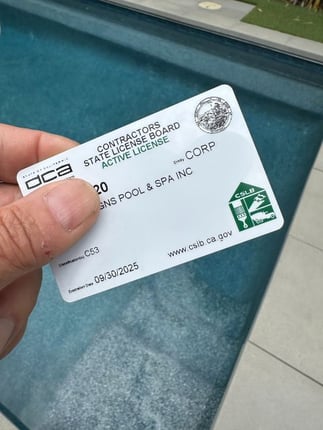 STATE OF CALIFORNIA
dca
CONTRACTORS
STATE LICENSE BOARD
ACTIVE LICENSE
20
Entity CORP
GNS POOL & SPA INC
Classification(s) C53
Expiration Date 09/30/2025
www.cslb.ca.gov
CSLB